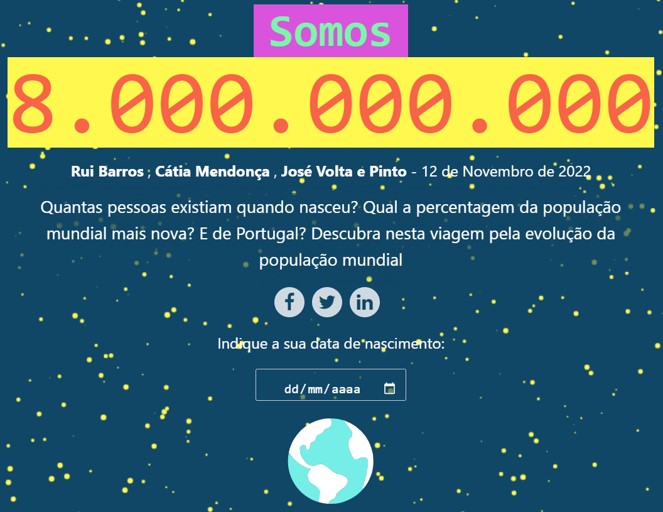 Somos
8.000.000.000
Rui Barros , Cátia Mendonça , José Volta e Pinto - 12 de Novembro de 2022
Quantas pessoas existiam quando nasceu? Qual a percentagem da população
mundial mais nova? E de Portugal? Descubra nesta viagem pela evolução da
população mundial
Indique a sua data de nascimento:
dd/mm/aaaa